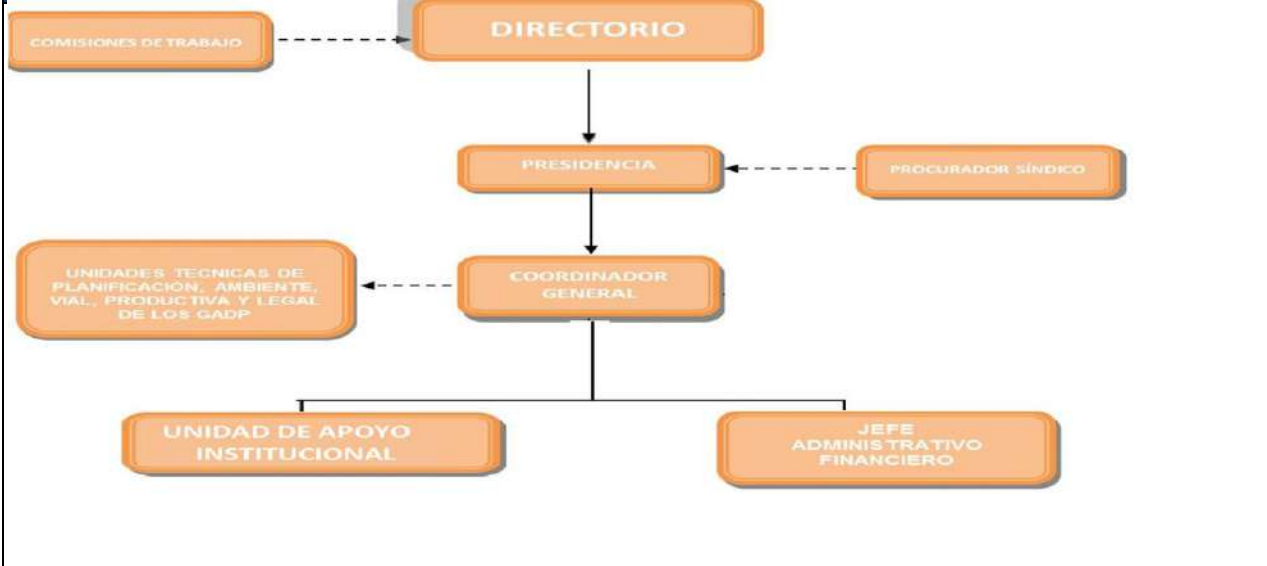 DIRECTORIO
COMISIONES DE TRABAJO
PRESIDENCIA
PROCURADOR SÍNDICO
COORDINADOR
GENERAL
UNIDADES TECNICAS DE
PLANIFICACIÓN, AMBIENTE,
VIAL, PRODUCTIVA Y LEGAL
DE LOS GADP
UNIDAD DE APOYO
INSTITUCIONAL
JEFE
ADMINISTRATIVO
FINANCIERO